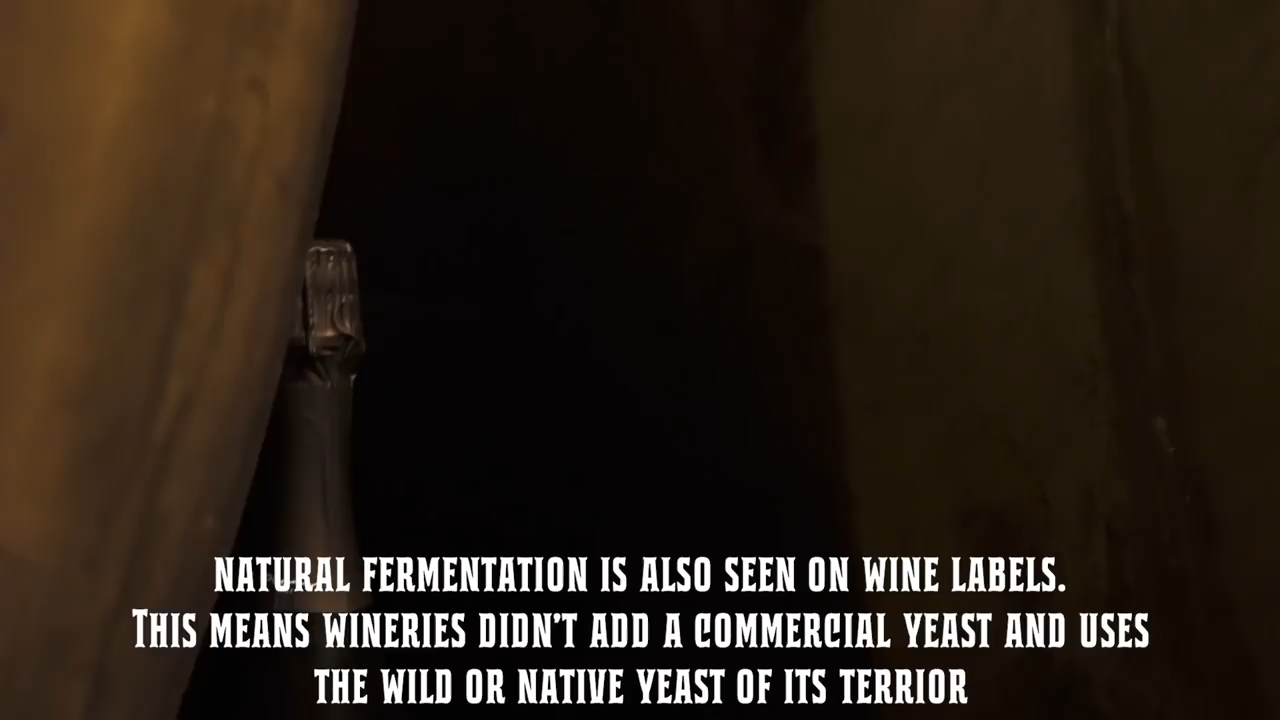 NATURAL FERMENTATION IS ALSO SEEN ON WINE LABELS.
THIS MEANS WINERIES DIDN'T ADD A COMMERCIAL YEAST AND USES
THE WILD OR NATIVE YEAST OF ITS TERRIOR